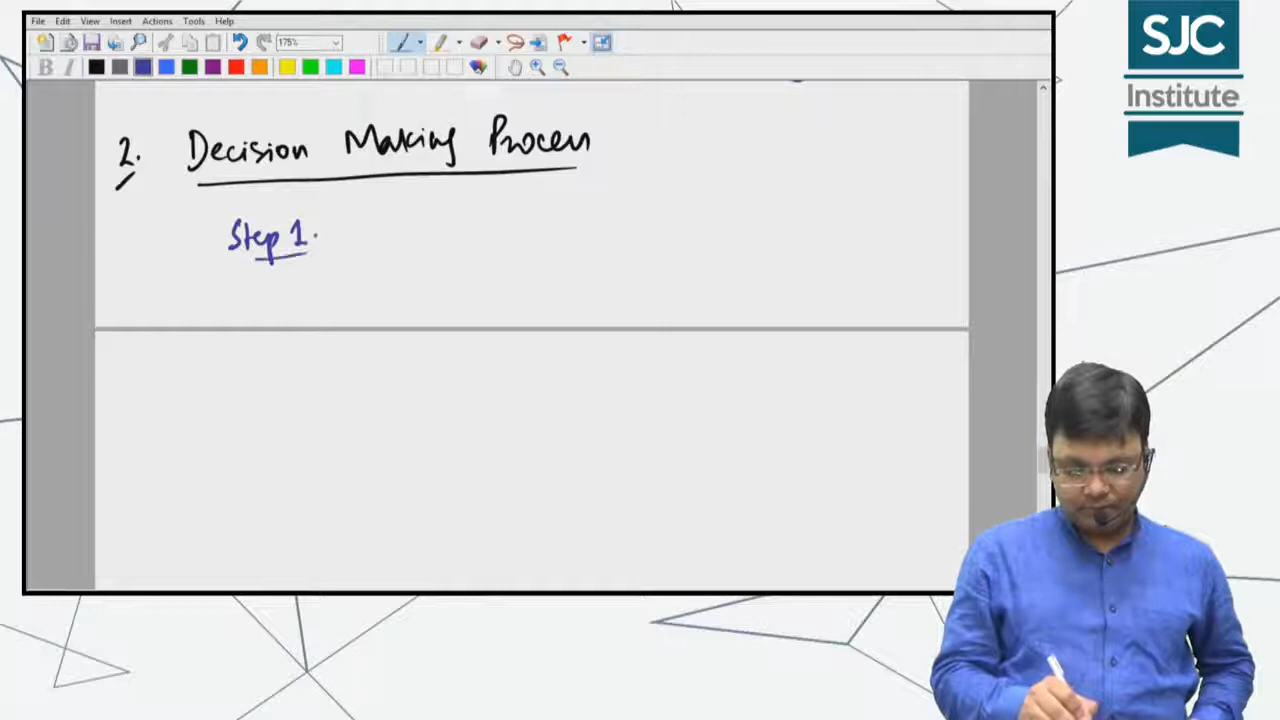 File Edit View Insert Actions Tools Help
175%
B I
2. Decision Making Process
Step 1.
SJC
Institute